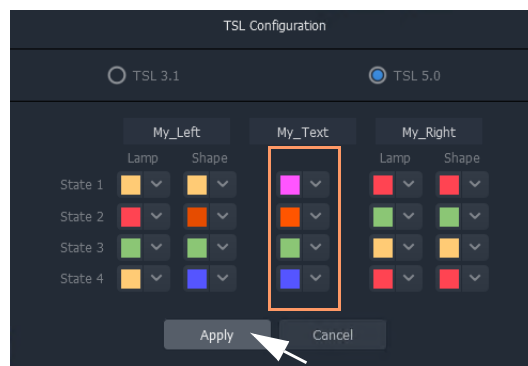 TSL Configuration
TSL 3.1 TSL 5.0
My_Left My_Text My_Right
Lamp Shape Lamp Shape
State 1
State 2
State 3
State 4
Apply Cancel